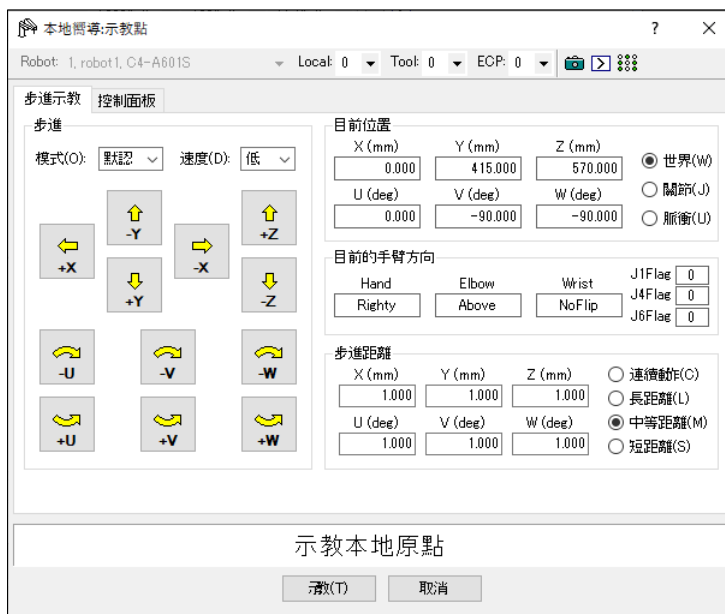 本地嚮導:示教點
Robot: 1, robot1, C4-A601S Local: 0 Tool: 0 ECP: 0
步進示教 控制面板
步進
模式(O): 默認 速度(D): 低
-Y +Z
+X -X
+Y -Z
-U -V -W
+U +V +W
目前位置
X (mm) Y (mm) Z (mm)
0.000 415.000 570.000
U (deg) V (deg) W (deg)
0.000 -90.000 -90.000
世界(W)
關節(J)
脈衝(U)
目前的手臂方向
Hand Elbow Wrist
Righty Above NoFlip
J1Flag 0
J4Flag 0
J6Flag 0
步進距離
X (mm) Y (mm) Z (mm)
1.000 1.000 1.000
U (deg) V (deg) W (deg)
1.000 1.000 1.000
連續動作(C)
長距離(L)
中等距離(M)
短距離(S)
示教本地原點
示教(T) 取消